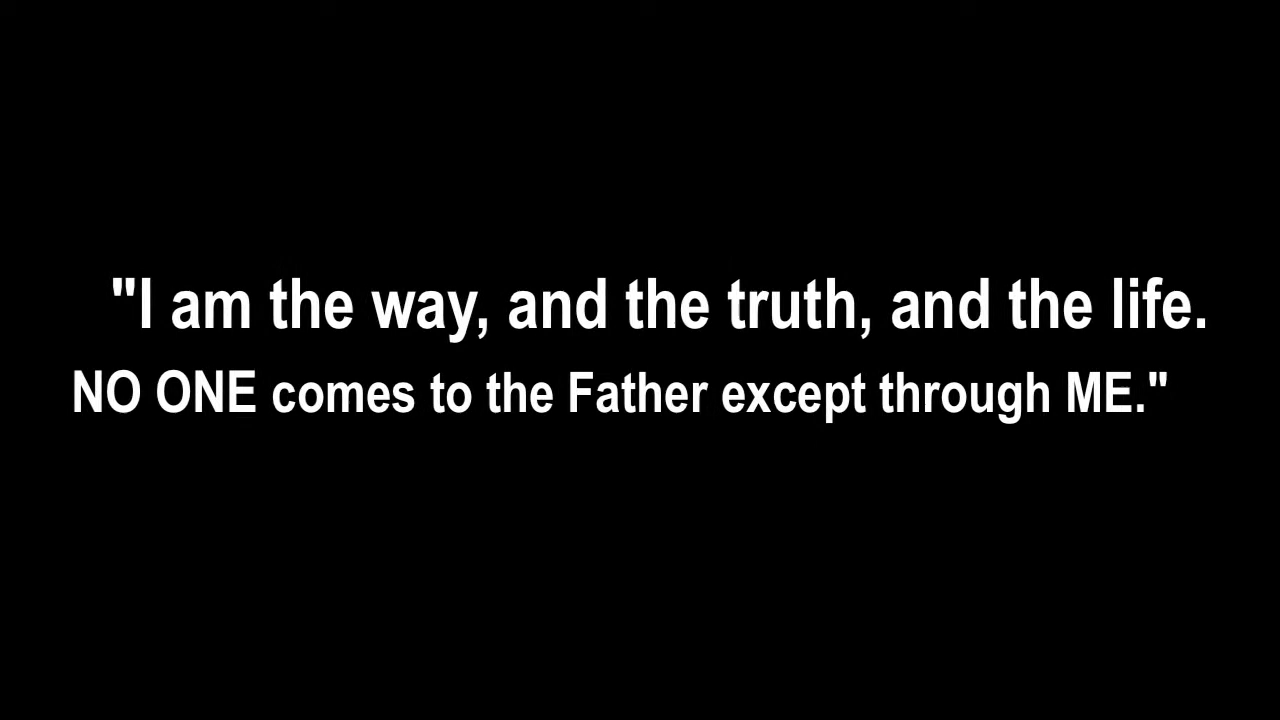 "I am the way, and the truth, and the life.
NO ONE comes to the Father except through ME."